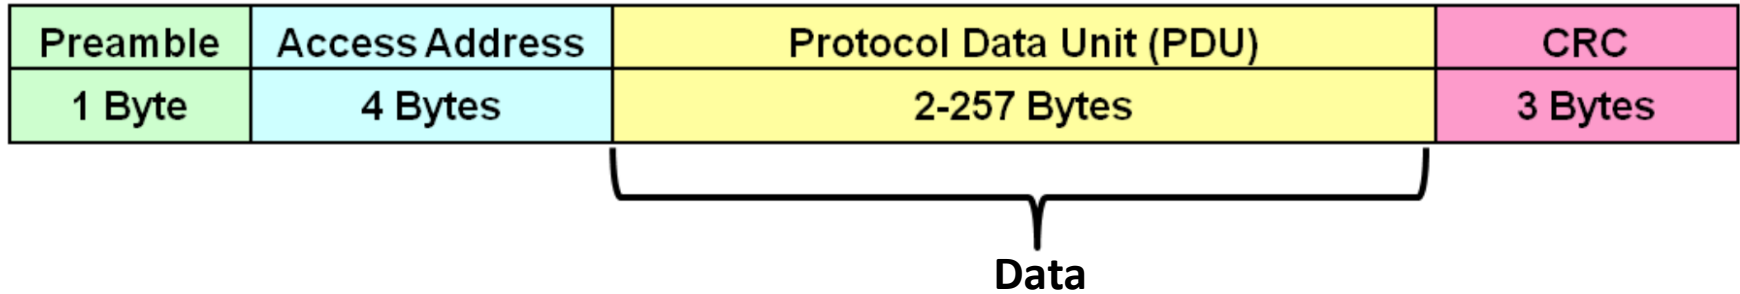 Preamble Access Address Protocol Data Unit (PDU) CRC
1 Byte 4 Bytes 2-257 Bytes 3 Bytes
Data